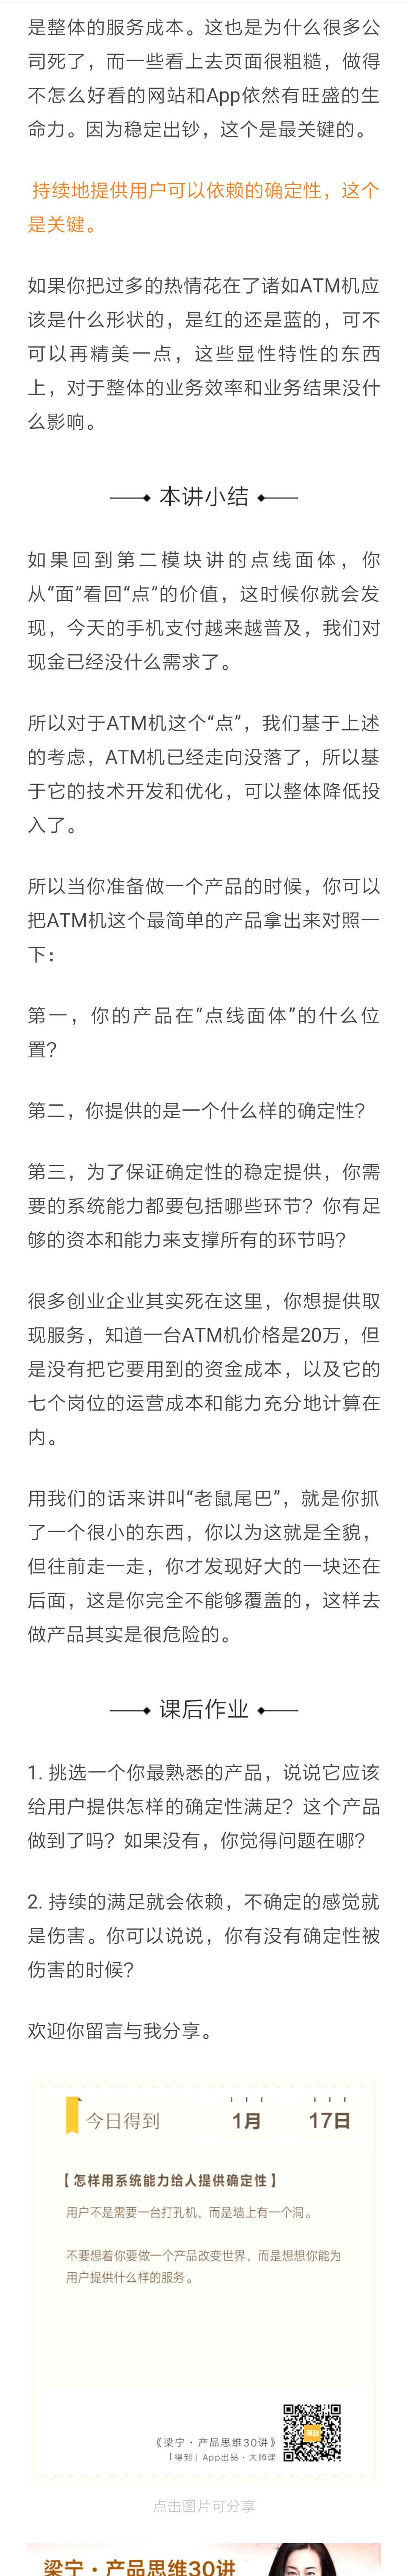 是整体的服务成本。这也是为什么很多公
司死了，而一些看上去页面很粗糙，做得
不怎么好看的网站和App依然有旺盛的生
命力。因为稳定出钞，这个是最关键的。
持续地提供用户可以依赖的确定性，这个
是关键。
如果你把过多的热情花在了诸如ATM机应
该是什么形状的，是红的还是蓝的，可不
可以再精美一点，这些显性特性的东西
上，对于整体的业务效率和业务结果没什
么影响。
本讲小结
如果回到第二模块讲的点线面体，你
从“面”看回“点”的价值，这时候你就会发
现，今天的手机支付越来越普及，我们对
现金已经没什么需求了。
所以对于ATM机这个“点”，我们基于上述
的考虑，ATM机已经走向没落了，所以基
于它的技术开发和优化，可以整体降低投
入了。
所以当你准备做一个产品的时候，你可以
把ATM机这个最简单的产品拿出来对照一
下：
第一，你的产品在“点线面体”的什么位
置？
第二，你提供的是一个什么样的确定性？
第三，为了保证确定性的稳定提供，你需
要的系统能力都要包括哪些环节？你有足
够的资本和能力来支撑所有的环节吗？
很多创业企业其实死在这里，你想提供取
现服务，知道一台ATM机价格是20万，但
是没有把它要用到的资金成本，以及它的
七个岗位的运营成本和能力充分地计算在
内。
用我们的话来讲叫“老鼠尾巴”，就是你抓
了一个很小的东西，你以为这就是全貌，
但往前走一走，你才发现好大的一块还在
后面，这是你完全不能够覆盖的，这样去
做产品其实是很危险的。
课后作业
1. 挑选一个你最熟悉的产品，说说它应该
给用户提供怎样的确定性满足？这个产品
做到了吗？如果没有，你觉得问题在哪？
2. 持续的满足就会依赖，不确定的感觉就
是伤害。你可以说说，你有没有确定性被
伤害的时候？
欢迎你留言与我分享。
今日得到 1月 17日
【怎样用系统能力给人提供确定性】
用户不是需要一台打孔机，而是墙上有一个洞。
不要想着你要做一个产品改变世界，而是想想你能为
用户提供什么样的服务。
《梁宁·产品思维30讲》
「得到」App出品·大师课
得到
点击图片可分享
梁宁·产品思维30讲